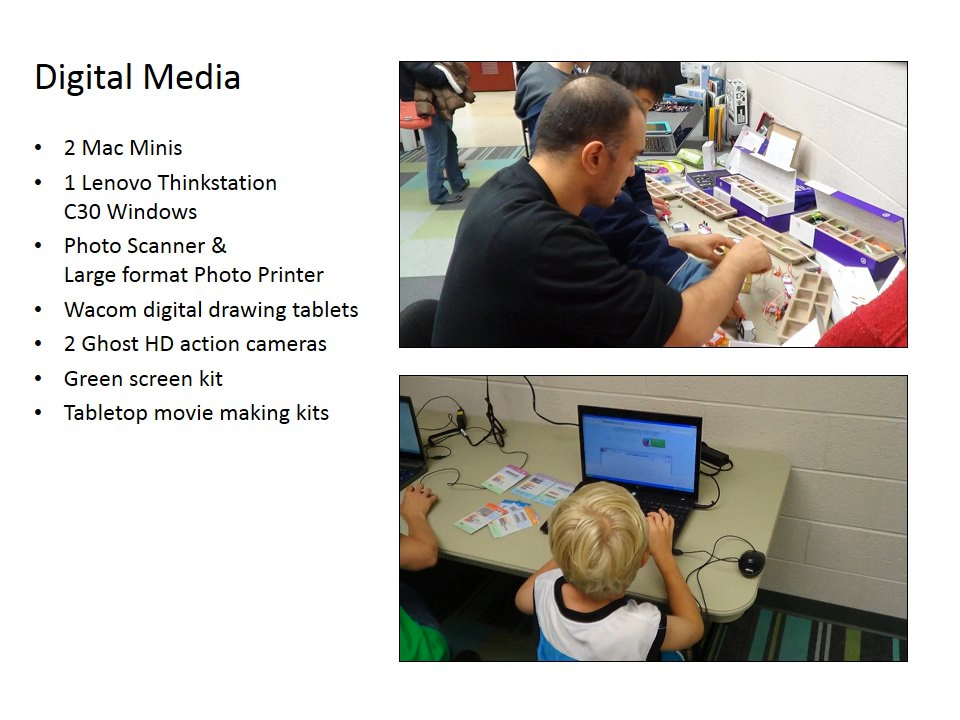 Digital Media
• 2 Mac Minis
• 1 Lenovo Thinkstation
C30 Windows
• Photo Scanner &
Large format Photo Printer
• Wacom digital drawing tablets
• 2 Ghost HD action cameras
• Green screen kit
• Tabletop movie making kits